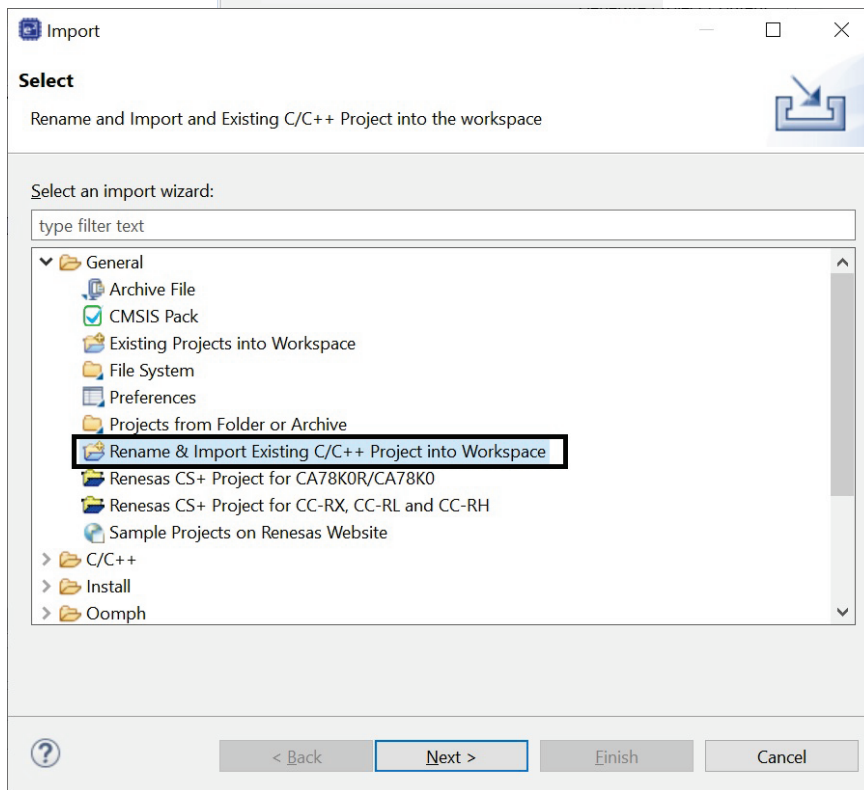 Import
Select
Rename and Import and Existing C/C++ Project into the workspace
Select an import wizard:
type filter text
General
Archive File
CMSIS Pack
Existing Projects into Workspace
File System
Preferences
Projects from Folder or Archive
Rename & Import Existing C/C++ Project into Workspace
Renesas CS+ Project for CA78K0R/CA78K0
Renesas CS+ Project for CC-RX, CC-RL and CC-RH
Sample Projects on Renesas Website
C/C++
Install
Oomph
< Back
Next >
Finish
Cancel